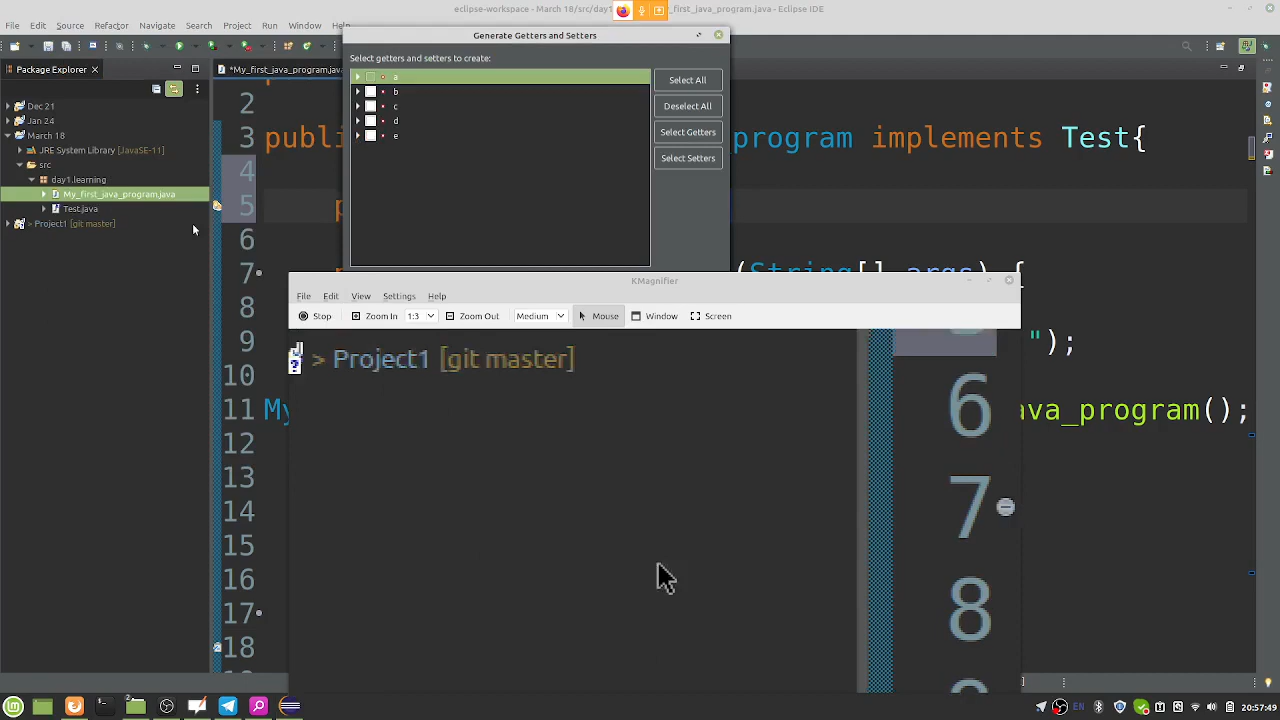 eclipse-workspace - March 18/src/day1
_first_java_program.java - Eclipse IDE
File Edit Source Refactor Navigate Search Project Run Window Help
Generate Getters and Setters
Select getters and setters to create:
a
b
c
d
e
Select All
Deselect All
Select Getters
Select Setters
Package Explorer
*My_first_java_program.java
Dec 21
Jan 24
March 18
JRE System Library [JavaSE-11]
src
day1.learning
My_first_java_program.java
Test.java
> Project1 [git master]
2
3 publi program implements Test{
4
5 p
6
7 (String[] args) {
8
9 ");
10
11 My ava_program();
12
13
14
15
16
17
18
KMagnifier
File Edit View Settings Help
Stop Zoom In 1:3 Zoom Out Medium Mouse Window Screen
> Project1 [git master]
6
7
8
EN
20:57:45